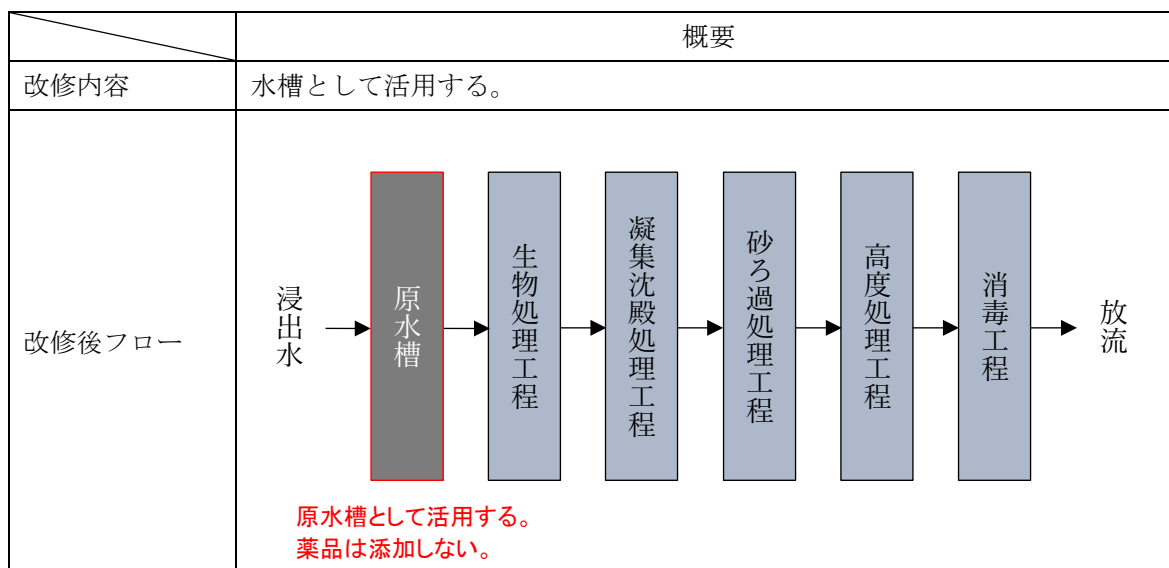 概要
改修内容
水槽として活用する。
改修後フロー
浸出水
原水槽
生物処理工程
凝集沈殿処理工程
砂ろ過処理工程
高度処理工程
消毒工程
放流
原水槽として活用する。
薬品は添加しない。